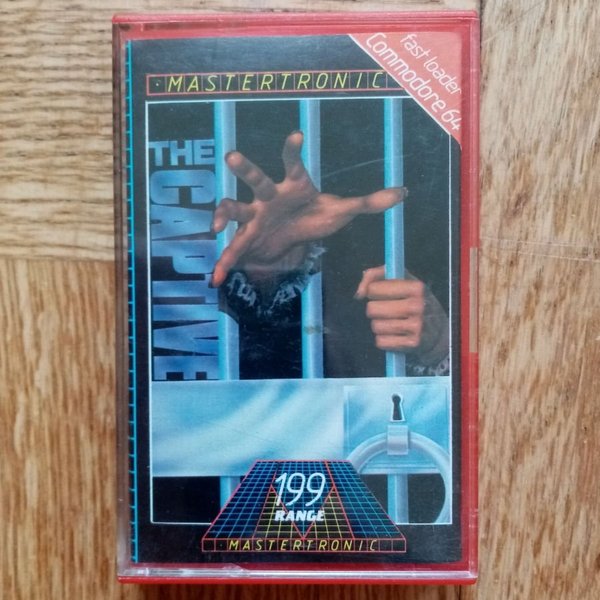 fast loader
Commodore 64
MASTERTRONIC
THE
CAPTIVE
199
RANGE
MASTERTRONIC